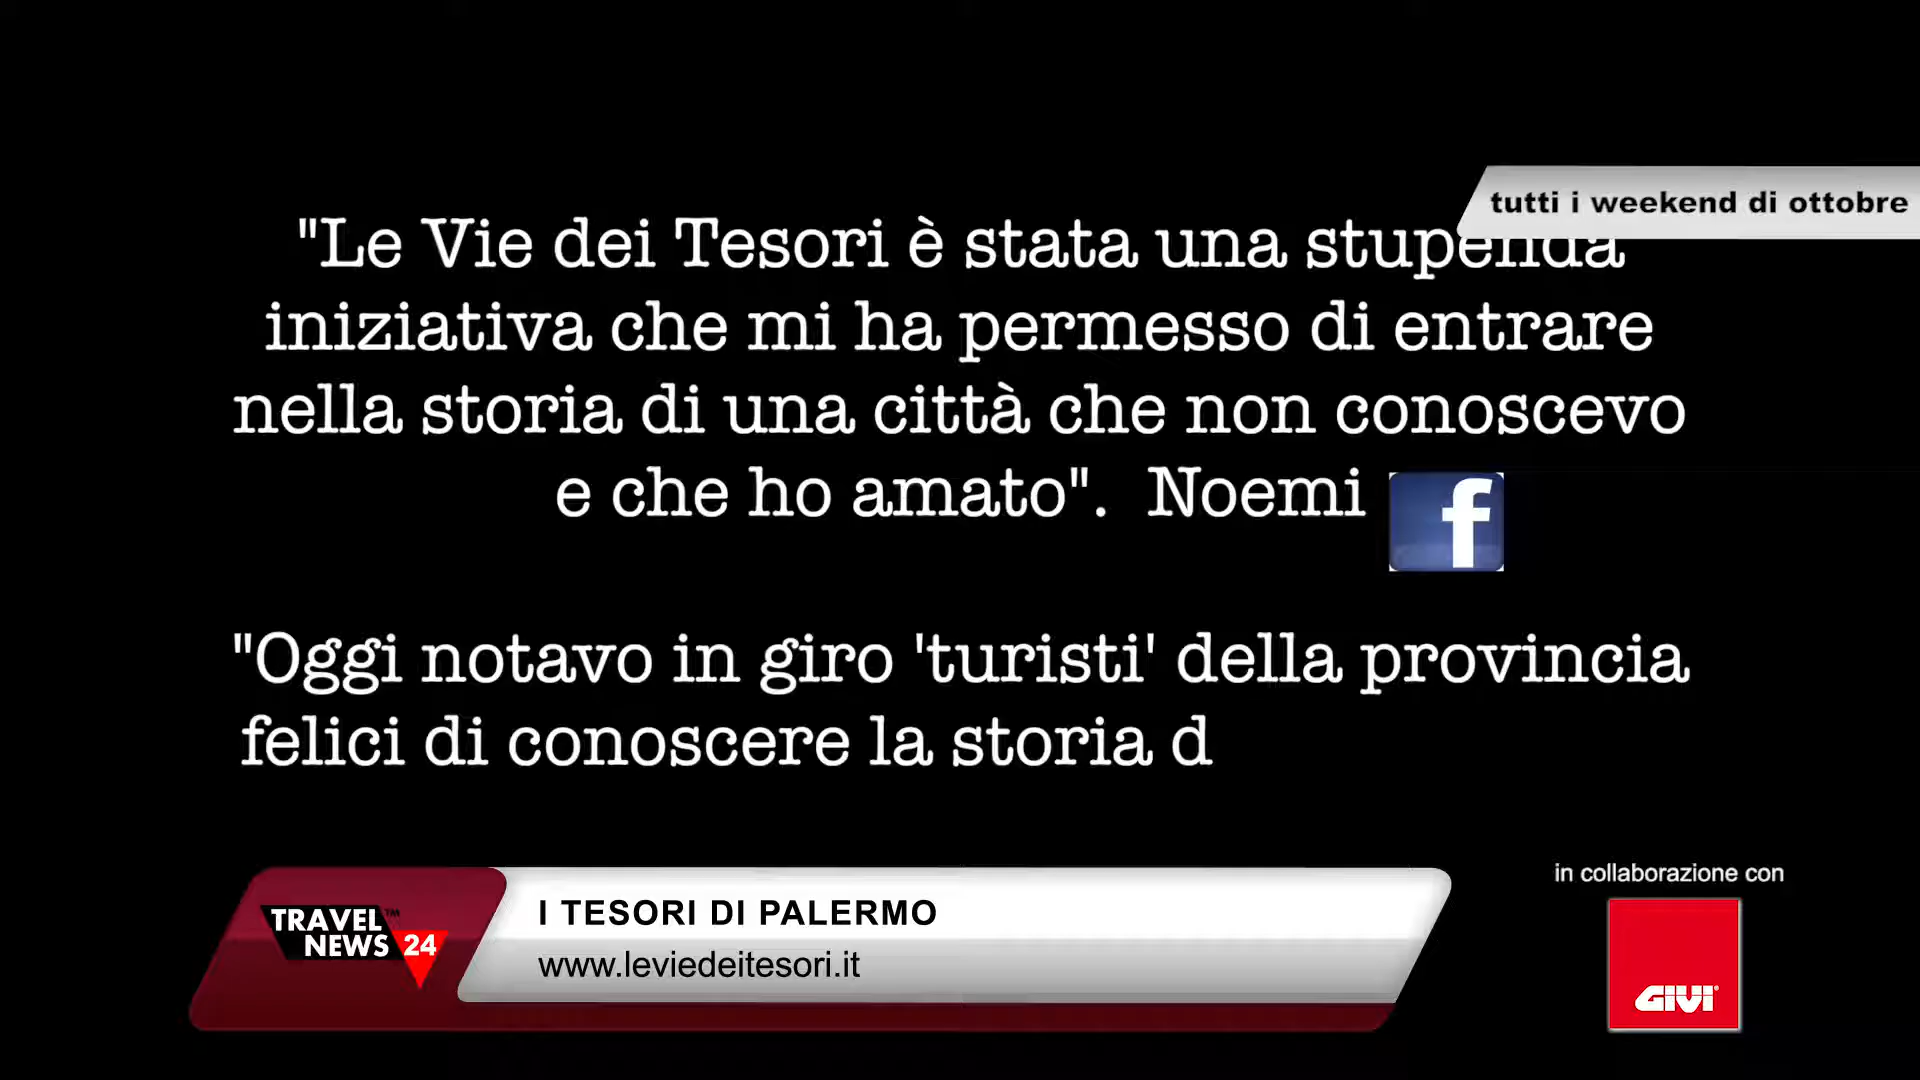 tutti i weekend di ottobre
"Le Vie dei Tesori è stata una stupenda
iniziativa che mi ha permesso di entrare
nella storia di una città che non conoscevo
e che ho amato". Noemi f
"Oggi notavo in giro 'turisti' della provincia
felici di conoscere la storia d
in collaborazione con
TRAVEL™
NEWS 24
I TESORI DI PALERMO
www.leviedeitesori.it
GIVI®